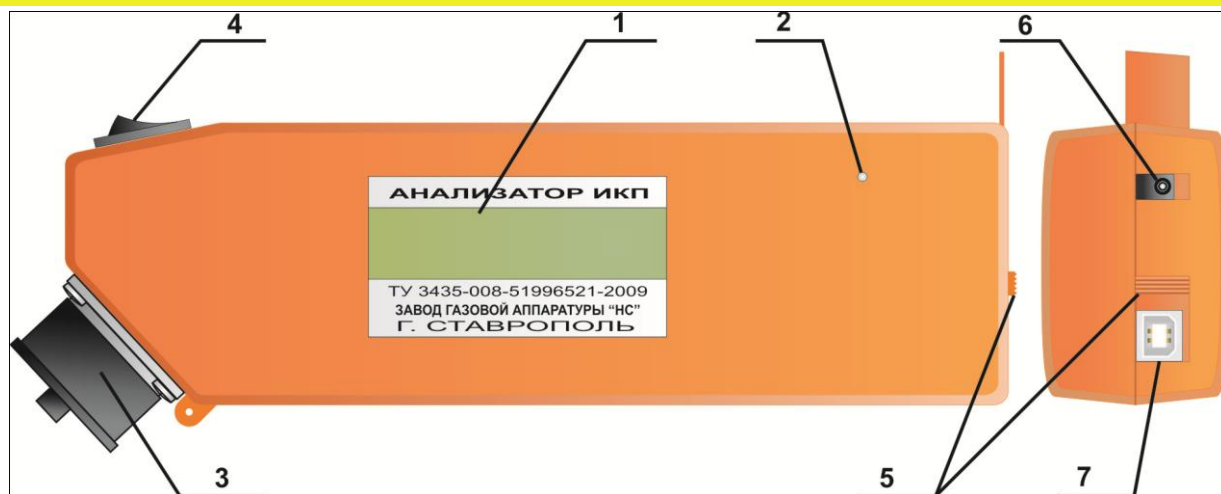 4
1
2
6
АНАЛИЗАТОР ИКП
ТУ 3435-008-51996521-2009
ЗАВОД ГАЗОВОЙ АППАРАТУРЫ "НС"
Г. СТАВРОПОЛЬ
3
5
7